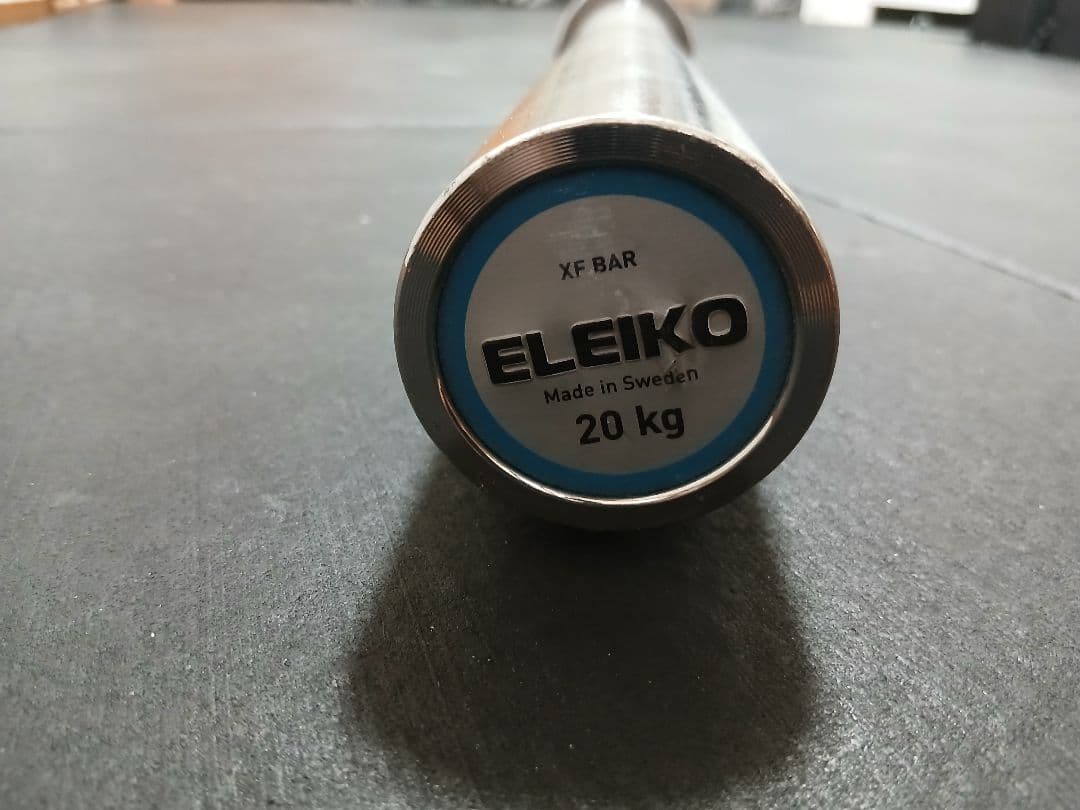 XF BAR
ELEIKO
Made in Sweden
20 kg